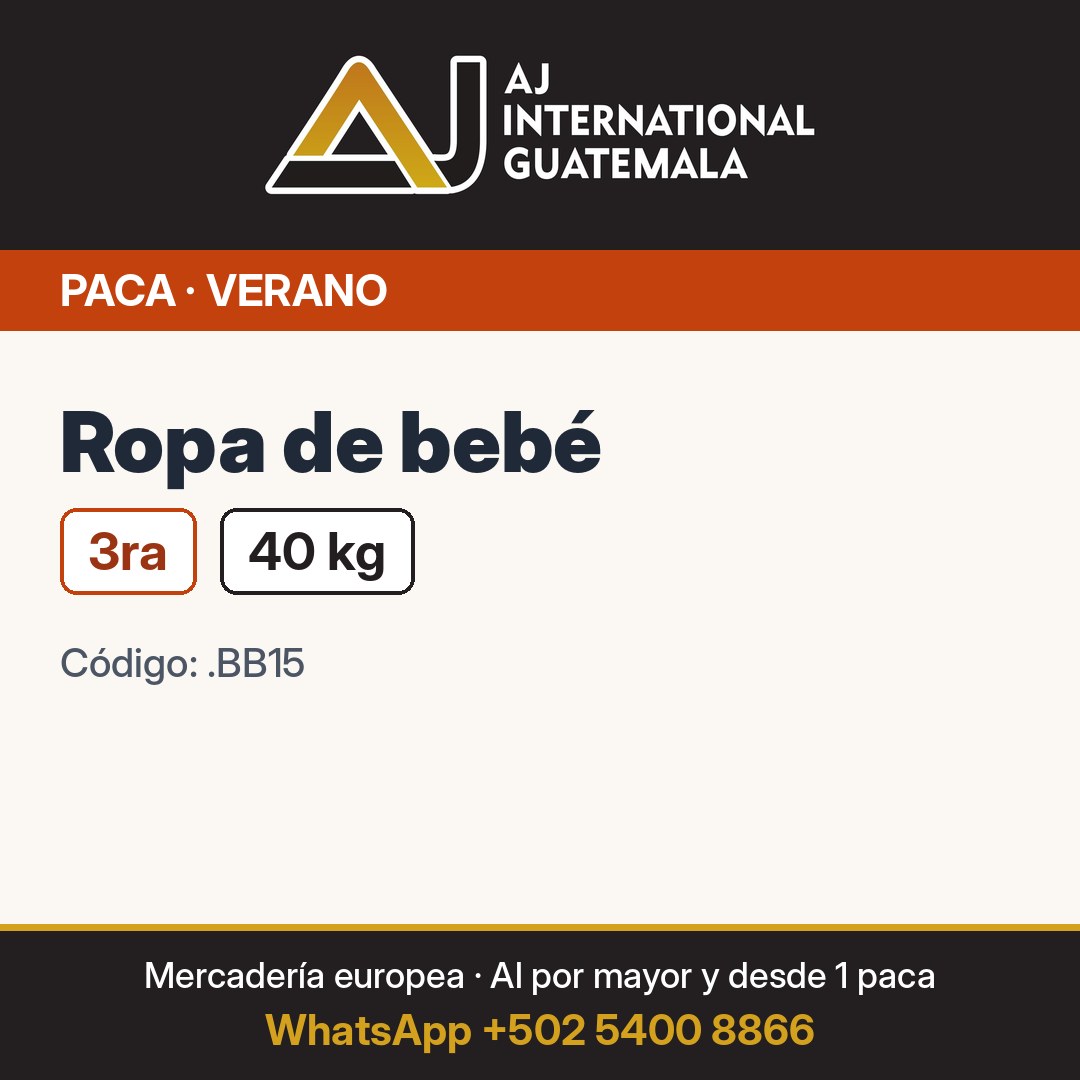 AJ
INTERNATIONAL
GUATEMALA
PACA · VERANO
Ropa de bebé
3ra
40 kg
Código: .BB15
Mercadería europea · Al por mayor y desde 1 paca
WhatsApp +502 5400 8866